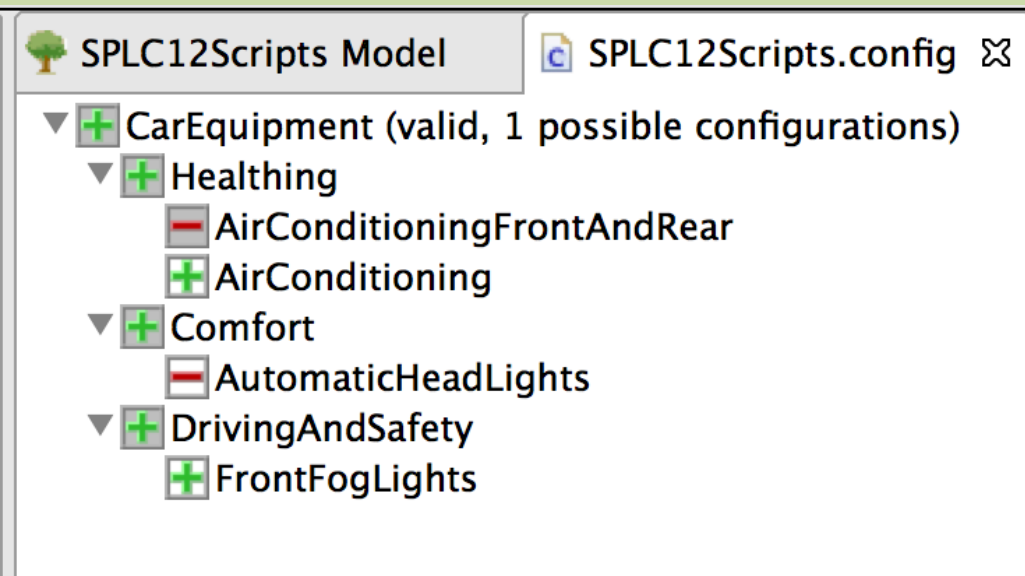 SPLC12Scripts Model
SPLC12Scripts.config
CarEquipment (valid, 1 possible configurations)
Healthing
AirConditioningFrontAndRear
AirConditioning
Comfort
AutomaticHeadLights
DrivingAndSafety
FrontFogLights